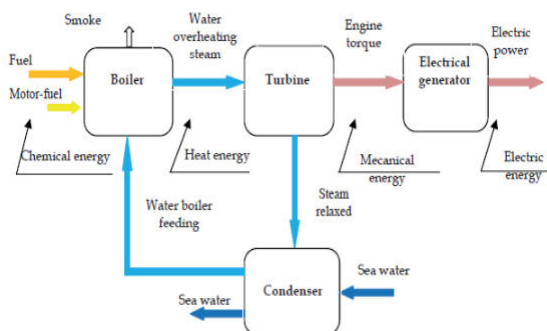 Smoke
Water
overheating
steam
Engine
torque
Electric
power
Fuel
Motor-fuel
Boiler
Turbine
Electrical
generator
Chemical energy
Heat energy
Mecanical
energy
Electric
energy
Water boiler
feeding
Steam
relaxed
Sea water
Condenser
Sea water